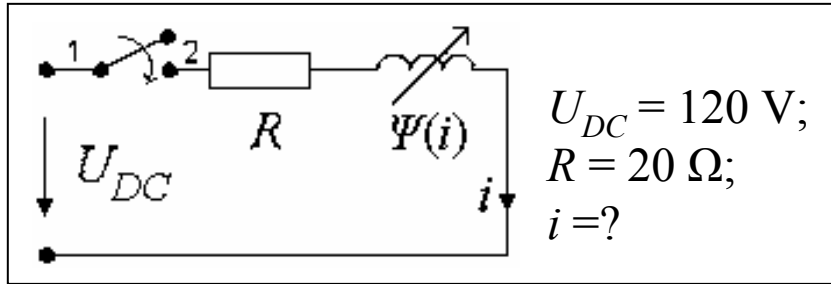 1 2
R
Ψ(i)
U_DC
i
U_DC = 120 V;
R = 20 Ω;
i =?